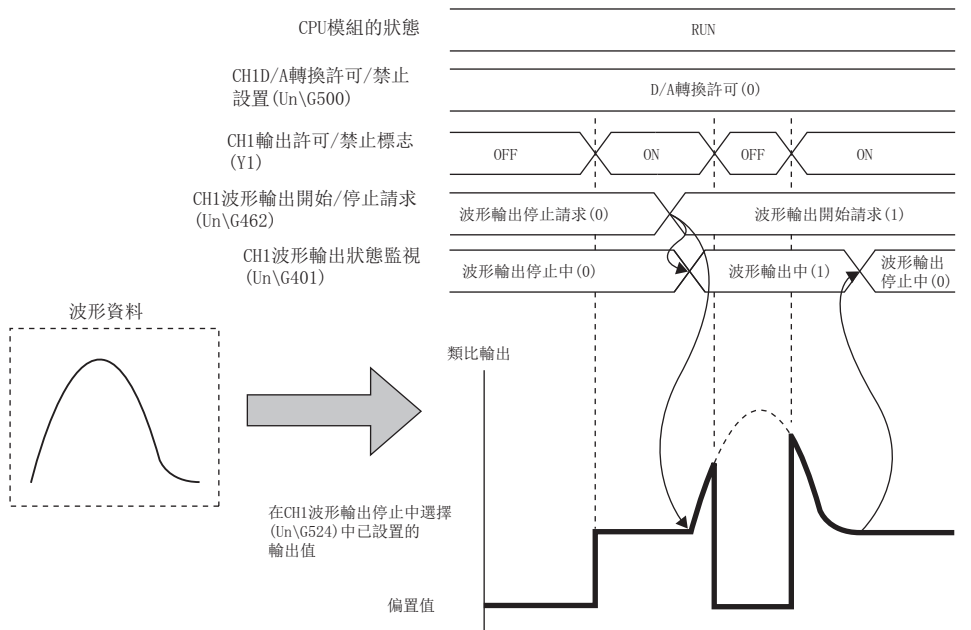 CPU模組的狀態
RUN
CH1D/A轉換許可/禁止
設置(Un\G500)
D/A轉換許可(0)
CH1輸出許可/禁止標志
(Y1)
OFF
ON
OFF
ON
CH1波形輸出開始/停止請求
(Un\G462)
波形輸出停止請求(0)
波形輸出開始請求(1)
CH1波形輸出狀態監視
(Un\G401)
波形輸出停止中(0)
波形輸出中(1)
波形輸出
停止中(0)
波形資料
類比輸出
在CH1波形輸出停止中選擇
(Un\G524)中已設置的
輸出值
偏置值